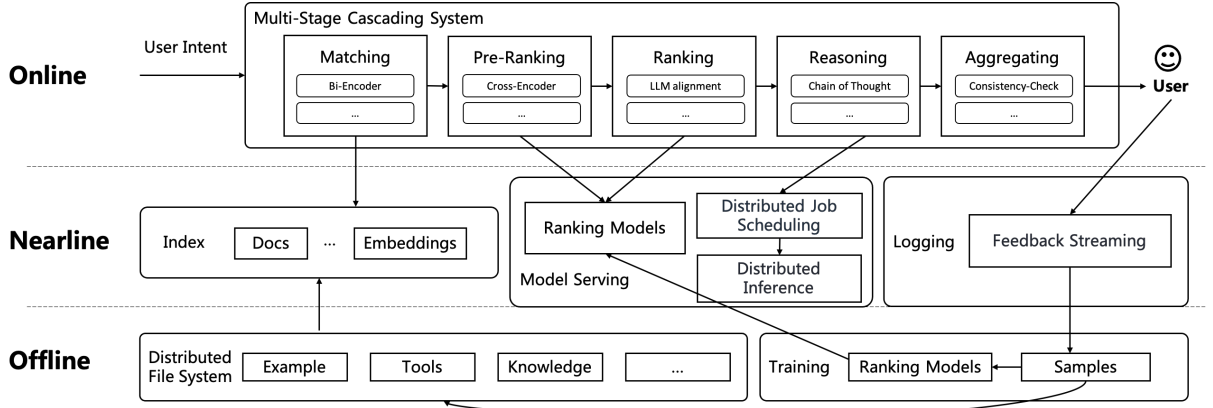 Multi-Stage Cascading System
User Intent
Online
Matching
Bi-Encoder
...
Pre-Ranking
Cross-Encoder
...
Ranking
LLM alignment
...
Reasoning
Chain of Thought
...
Aggregating
Consistency-Check
...
User
Nearline
Index
Docs
...
Embeddings
Ranking Models
Model Serving
Distributed Job
Scheduling
Distributed
Inference
Logging
Feedback Streaming
Offline
Distributed
File System
Example
Tools
Knowledge
...
Training
Ranking Models
Samples